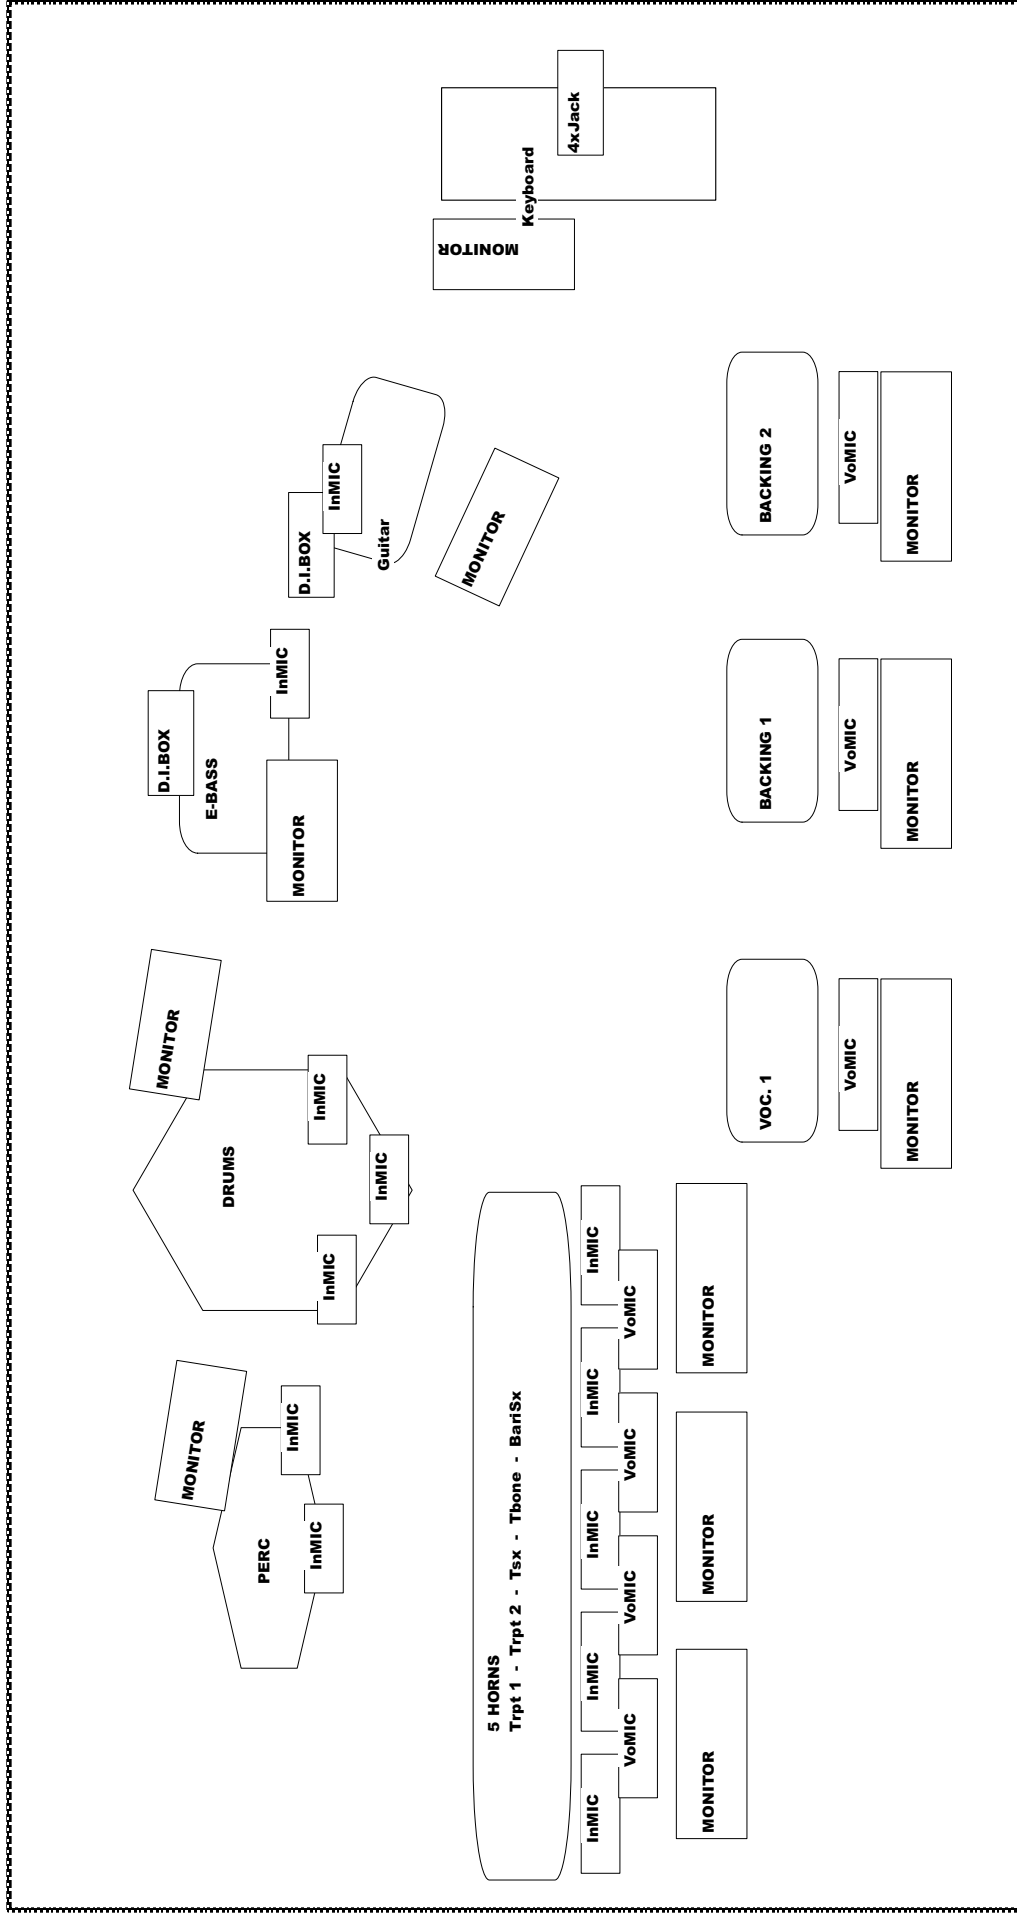 MONITOR
PERC
InMIC
InMIC
MONITOR
DRUMS
InMIC
InMIC
InMIC
D.I.BOX
E-BASS
MONITOR
InMIC
D.I.BOX
InMIC
Guitar
MONITOR
MONITOR
Keyboard
4xJack
5 HORNS
Trpt 1 - Trpt 2 - Tsx - Tbone - BariSx
InMIC
InMIC
InMIC
InMIC
InMIC
VoMIC
VoMIC
VoMIC
VoMIC
MONITOR
MONITOR
MONITOR
VOC. 1
VoMIC
MONITOR
BACKING 1
VoMIC
MONITOR
BACKING 2
VoMIC
MONITOR